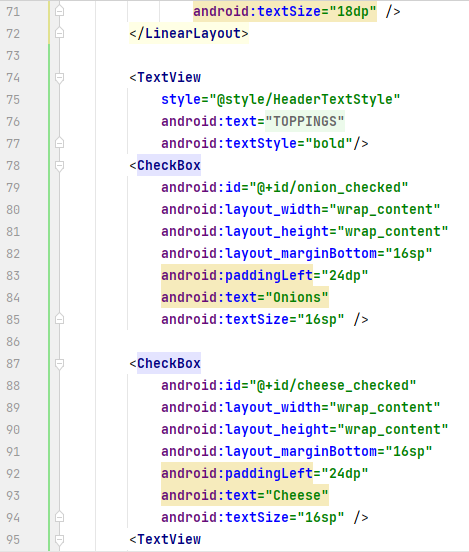 71 android:textSize="18dp" />
72 </LinearLayout>
73
74 <TextView
75 style="@style/HeaderTextStyle"
76 android:text="TOPPINGS"
77 android:textStyle="bold"/>
78 <CheckBox
79 android:id="@+id/onion_checked"
80 android:layout_width="wrap_content"
81 android:layout_height="wrap_content"
82 android:layout_marginBottom="16sp"
83 android:paddingLeft="24dp"
84 android:text="Onions"
85 android:textSize="16sp" />
86
87 <CheckBox
88 android:id="@+id/cheese_checked"
89 android:layout_width="wrap_content"
90 android:layout_height="wrap_content"
91 android:layout_marginBottom="16sp"
92 android:paddingLeft="24dp"
93 android:text="Cheese"
94 android:textSize="16sp" />
95 <TextView